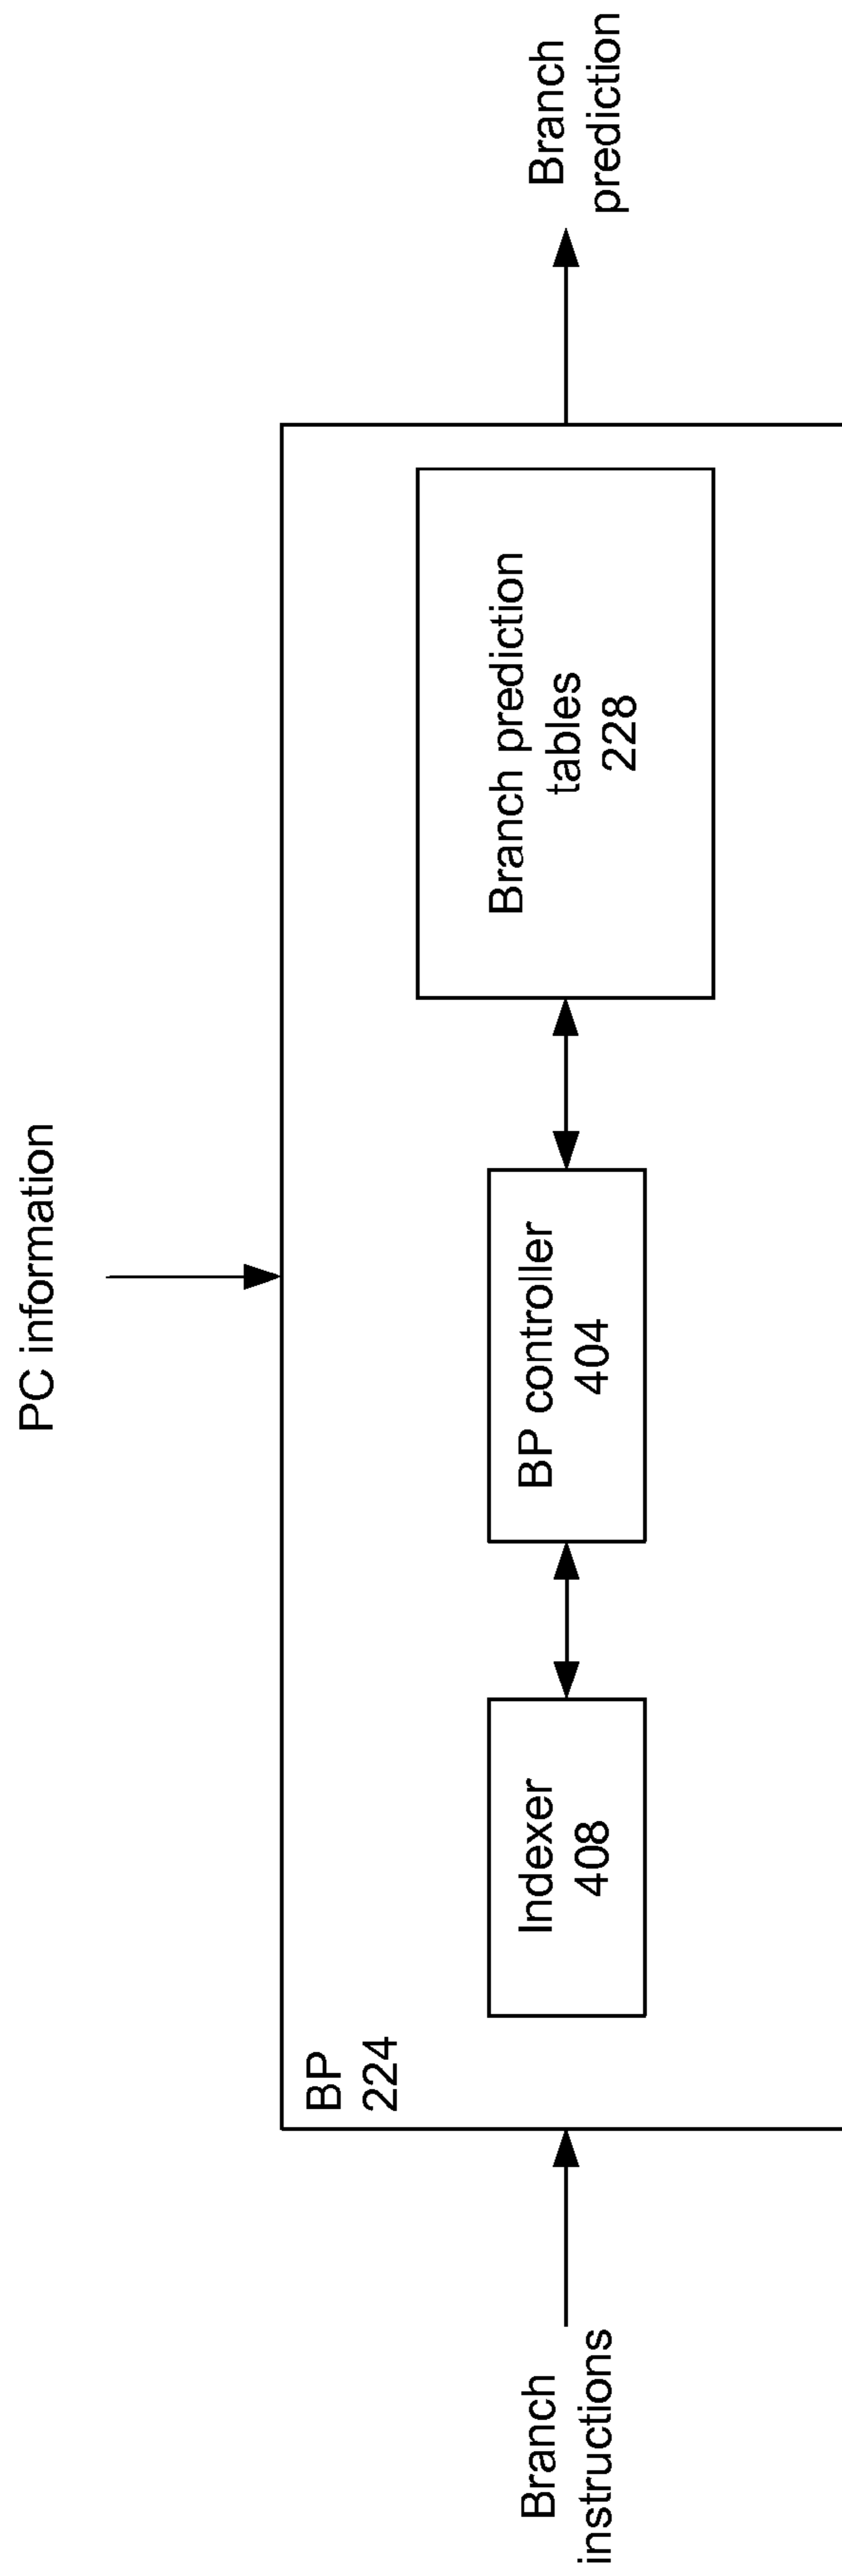 PC information
BP
224
Branch
instructions
Indexer
408
BP controller
404
Branch prediction
tables
228
Branch
prediction